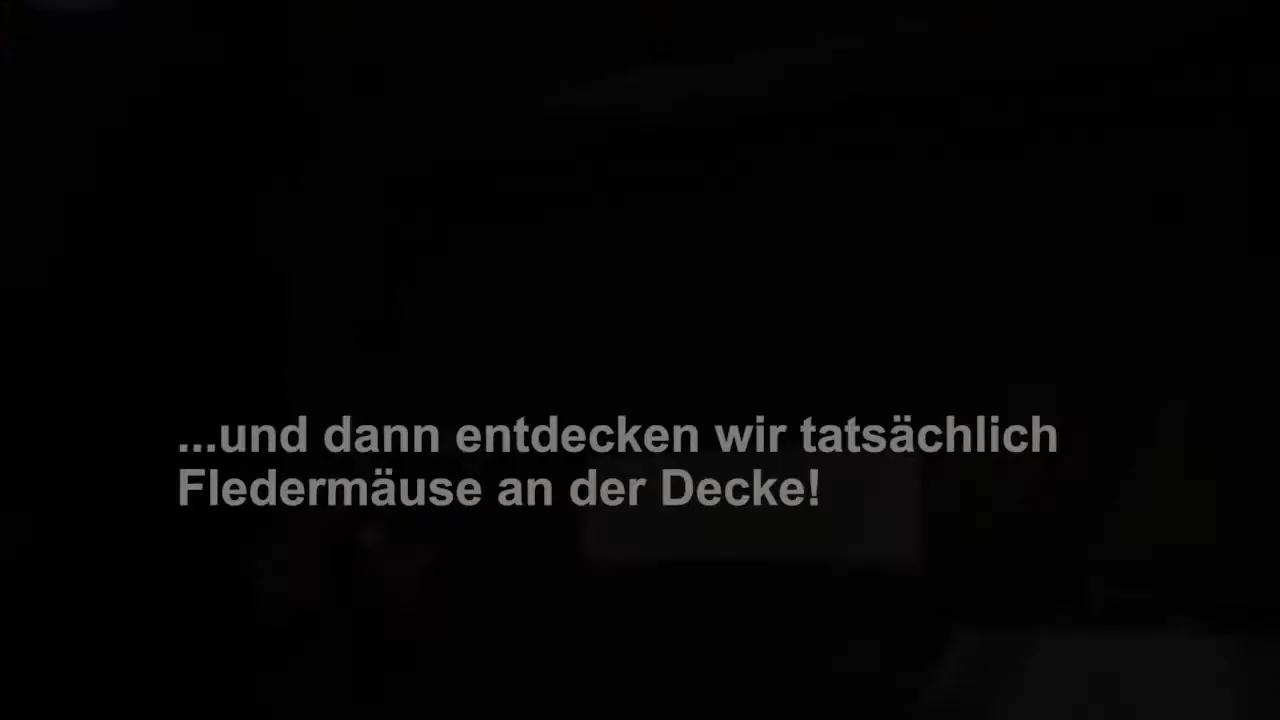 ...und dann entdecken wir tatsächlich
Fledermäuse an der Decke!